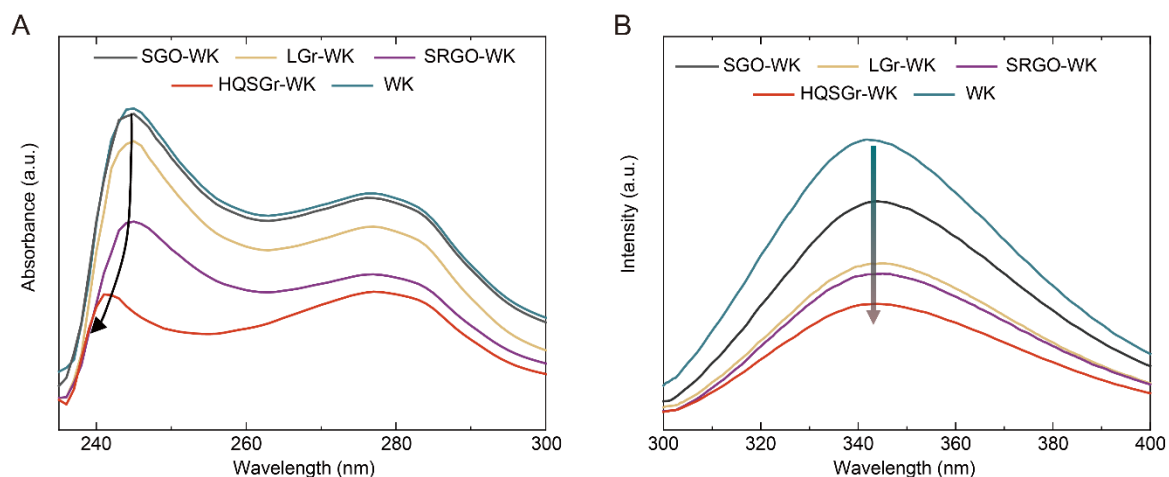 A
SGO-WK LGr-WK SRGO-WK
HQSGr-WK WK
Absorbance (a.u.)
240 260 280 300
Wavelength (nm)
B
SGO-WK LGr-WK SRGO-WK
HQSGr-WK WK
Intensity (a.u.)
300 320 340 360 380 400
Wavelength (nm)